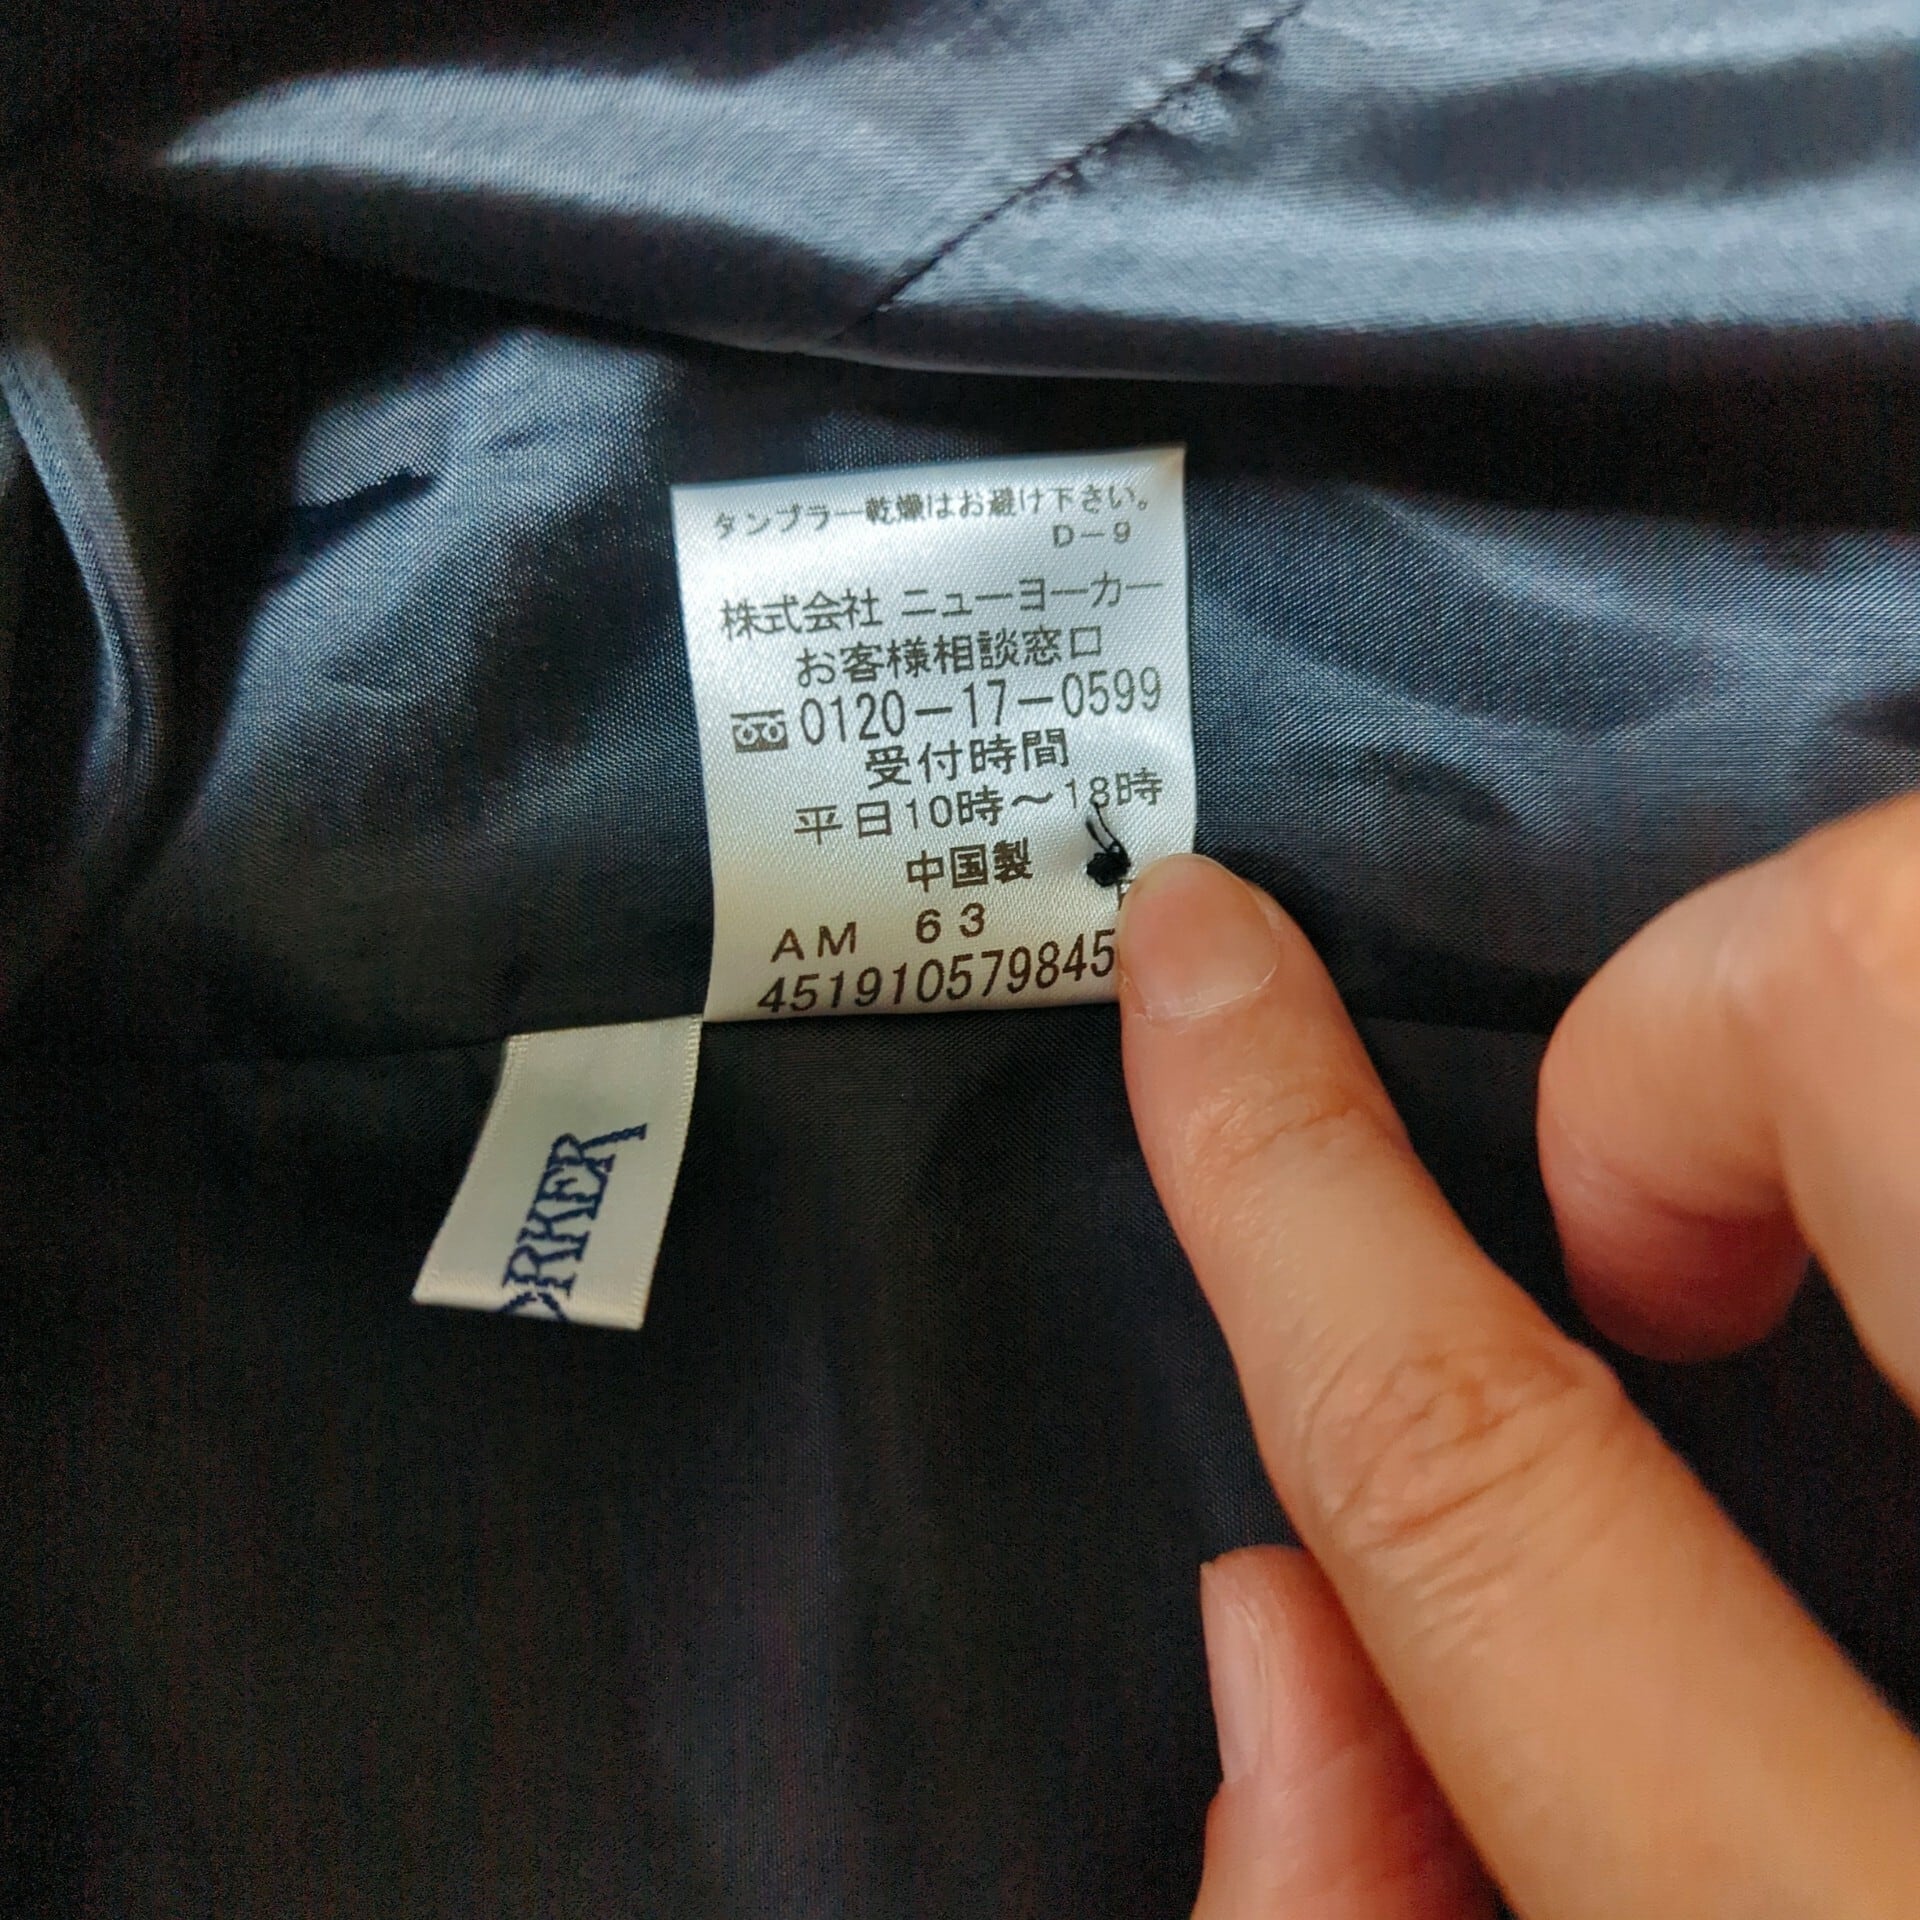 タンブラー乾燥はお避け下さい。
D-9
株式会社 ニューヨーカー
お客様相談窓口
0120-17-0599
受付時間
平日10時～18時
中国製
AM 63
451910579845
ORKER